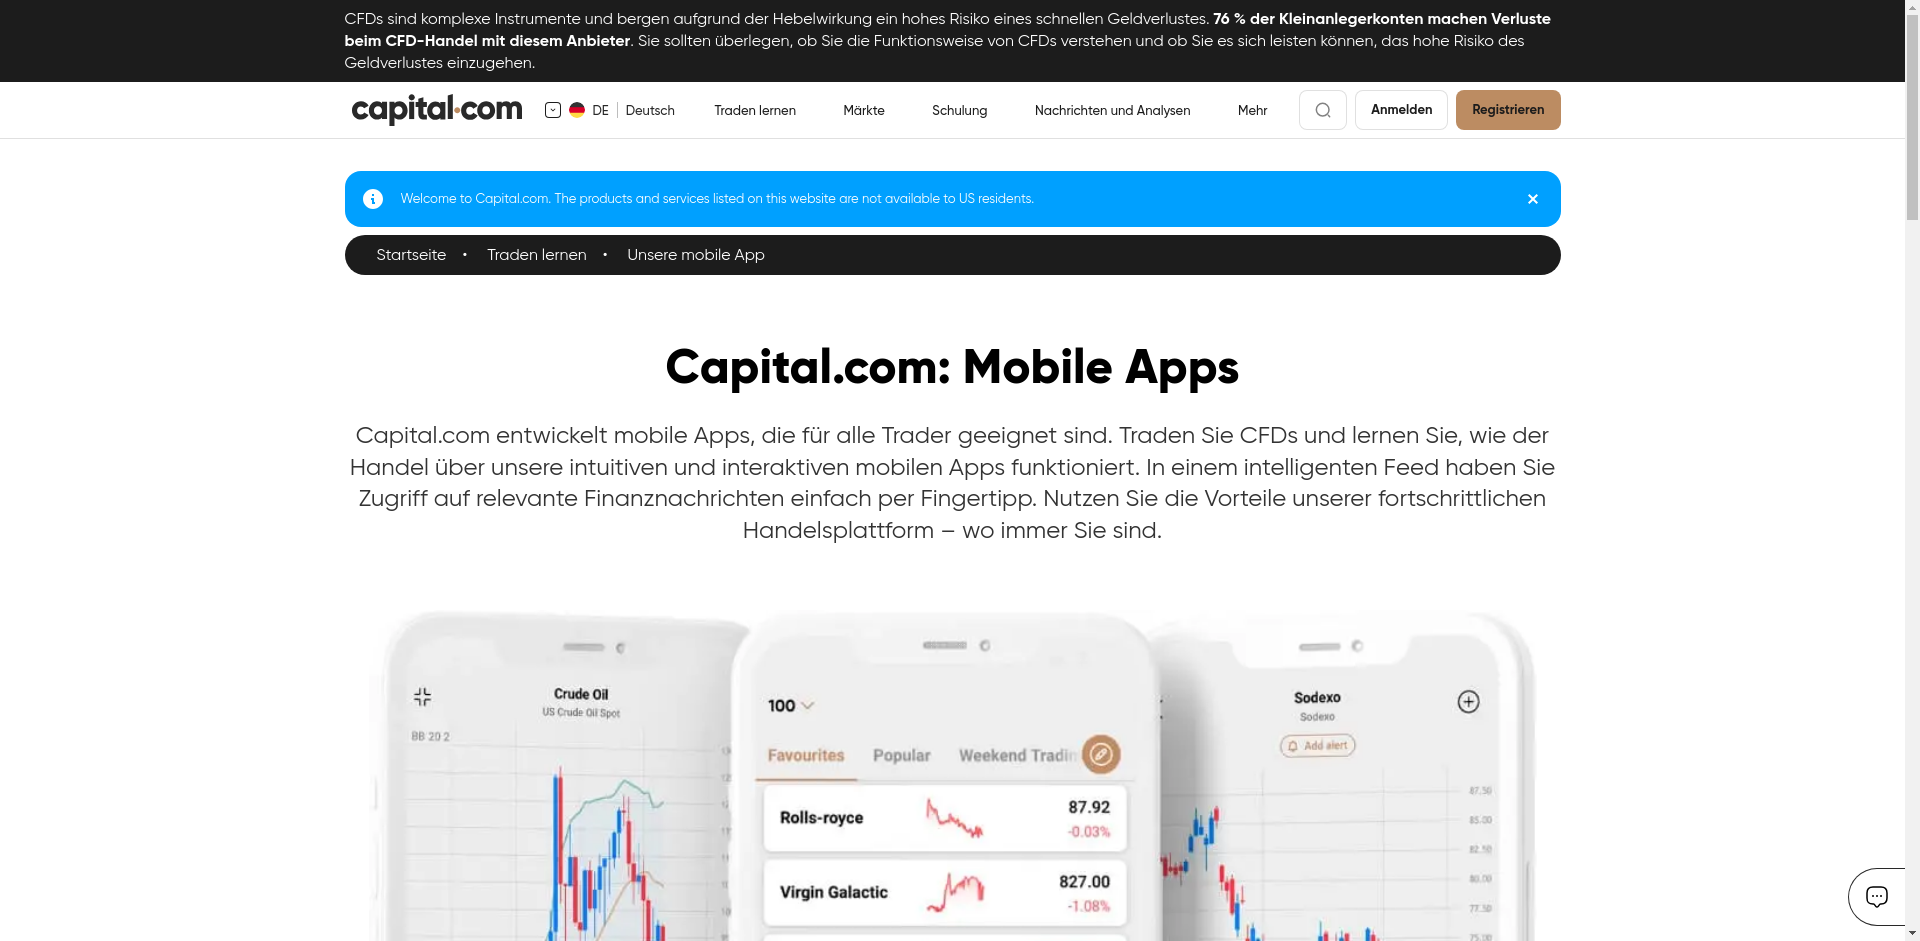 CFDs sind komplexe Instrumente und bergen aufgrund der Hebelwirkung ein hohes Risiko eines schnellen Geldverlustes. 76 % der Kleinanlegerkonten machen Verluste
beim CFD-Handel mit diesem Anbieter. Sie sollten überlegen, ob Sie die Funktionsweise von CFDs verstehen und ob Sie es sich leisten können, das hohe Risiko des
Geldverlustes einzugehen.
capital.com DE Deutsch Traden lernen Märkte Schulung Nachrichten und Analysen Mehr Anmelden Registrieren
Welcome to Capital.com. The products and services listed on this website are not available to US residents.
Startseite • Traden lernen • Unsere mobile App
Capital.com: Mobile Apps
Capital.com entwickelt mobile Apps, die für alle Trader geeignet sind. Traden Sie CFDs und lernen Sie, wie der
Handel über unsere intuitiven und interaktiven mobilen Apps funktioniert. In einem intelligenten Feed haben Sie
Zugriff auf relevante Finanznachrichten einfach per Fingertipp. Nutzen Sie die Vorteile unserer fortschrittlichen
Handelsplattform – wo immer Sie sind.
Crude Oil
US Crude Oil Spot
BB 20 2
100
Favourites Popular Weekend Tradin
Rolls-royce 87.92
-0.03%
Virgin Galactic 827.00
-1.08%
Sodexo
Sodexo
Add alert
87.50
85.00
82.50
80.00
77.50
75.00